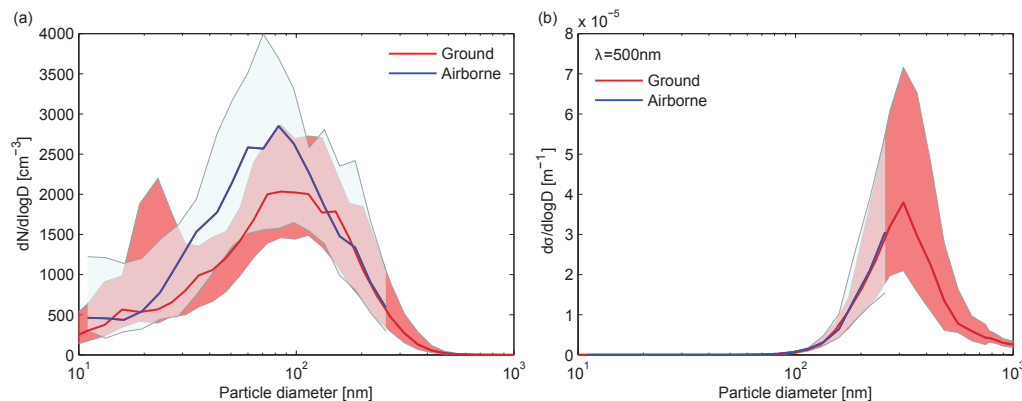 (a)
4000
3500
3000
2500
2000
1500
1000
500
0
dN/dlogD [cm⁻³]
Ground
Airborne
10¹
10²
10³
Particle diameter [nm]
(b)
x 10⁻⁵
8
7
6
5
4
3
2
1
0
dσ/dlogD [m⁻¹]
λ=500nm
Ground
Airborne
10¹
10²
10³
Particle diameter [nm]